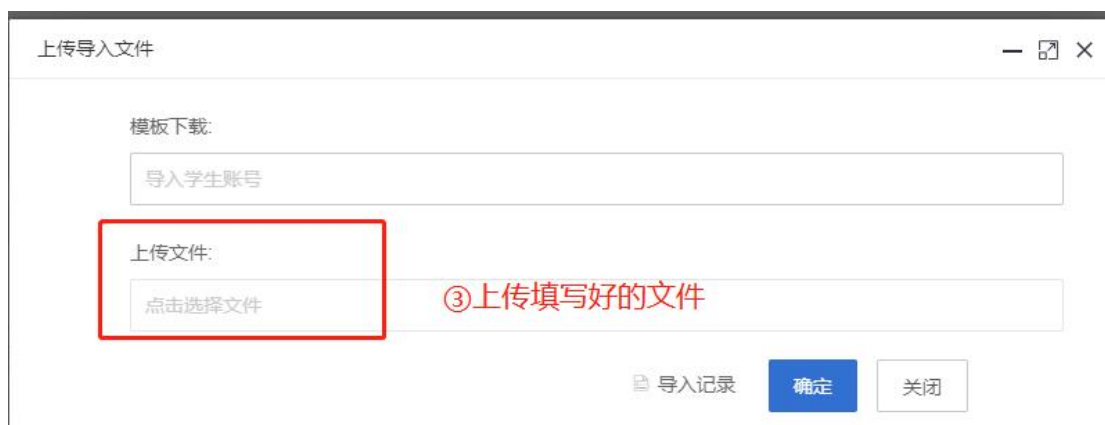 上传导入文件
模板下载:
导入学生账号
上传文件:
点击选择文件
③上传填写好的文件
导入记录
确定
关闭